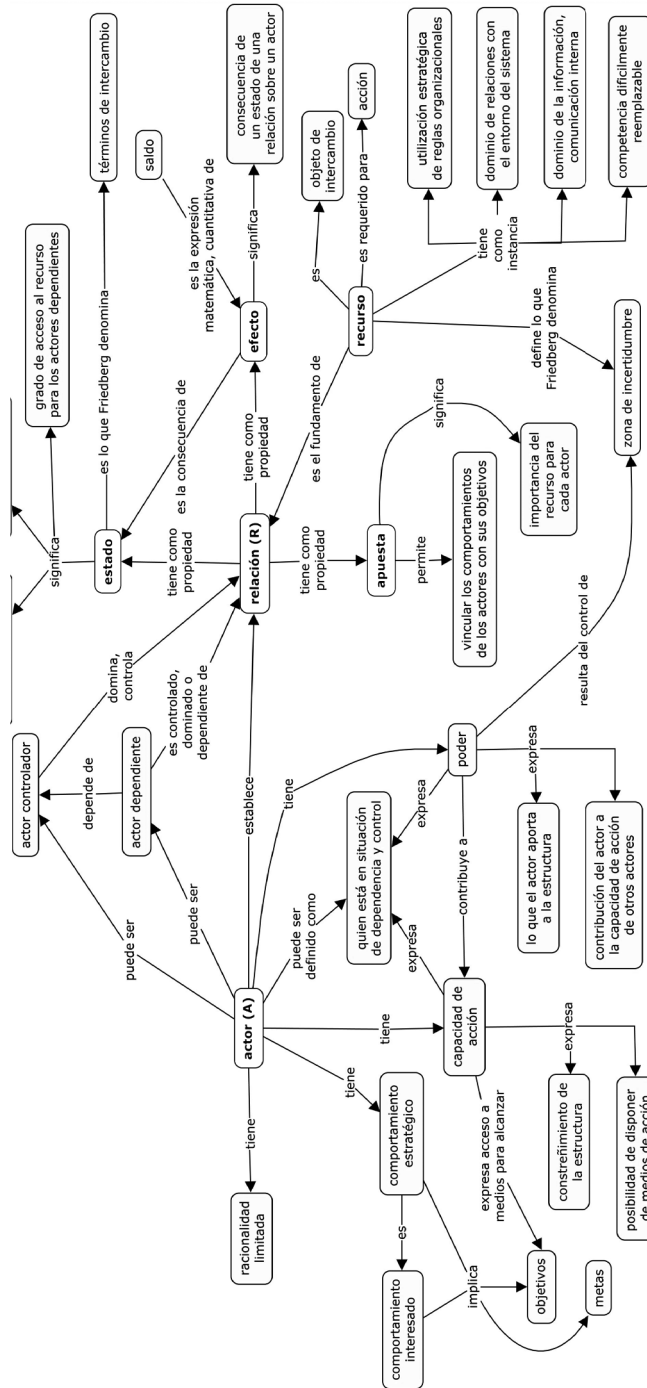 significa
grado de acceso al recurso
para los actores dependientes
estado
es lo que Friedberg denomina
términos de intercambio
saldo
es la expresión
matemática, cuantitativa de
efecto
significa
consecuencia de
un estado de una
relación sobre un actor
es la consecuencia de
tiene como
propiedad
tiene como
propiedad
relación (R)
actor controlador
domina,
controla
depende de
actor dependiente
es controlado,
dominado o
dependiente de
puede ser
puede ser
actor (A)
establece
tiene
racionalidad
limitada
tiene
comportamiento
estratégico
es
comportamiento
interesado
implica
objetivos
metas
tiene
capacidad de
acción
expresa acceso a
medios para alcanzar
expresa
constreñimiento de
la estructura
posibilidad de disponer
de medios de acción
puede ser
definido como
quien está en situación
de dependencia y control
expresa
expresa
tiene
poder
contribuye a
expresa
lo que el actor aporta
a la estructura
contribución del actor a
la capacidad de acción
de otros actores
resulta del control de
zona de incertidumbre
tiene como
propiedad
apuesta
permite
vincular los comportamientos
de los actores con sus objetivos
significa
importancia del
recurso para
cada actor
es el fundamento de
recurso
es
objeto de
intercambio
es requerido para
acción
define lo que
Friedberg denomina
tiene
como
instancia
utilización estratégica
de reglas organizacionales
dominio de relaciones con
el entorno del sistema
dominio de la información,
comunicación interna
competencia dificilmente
reemplazable